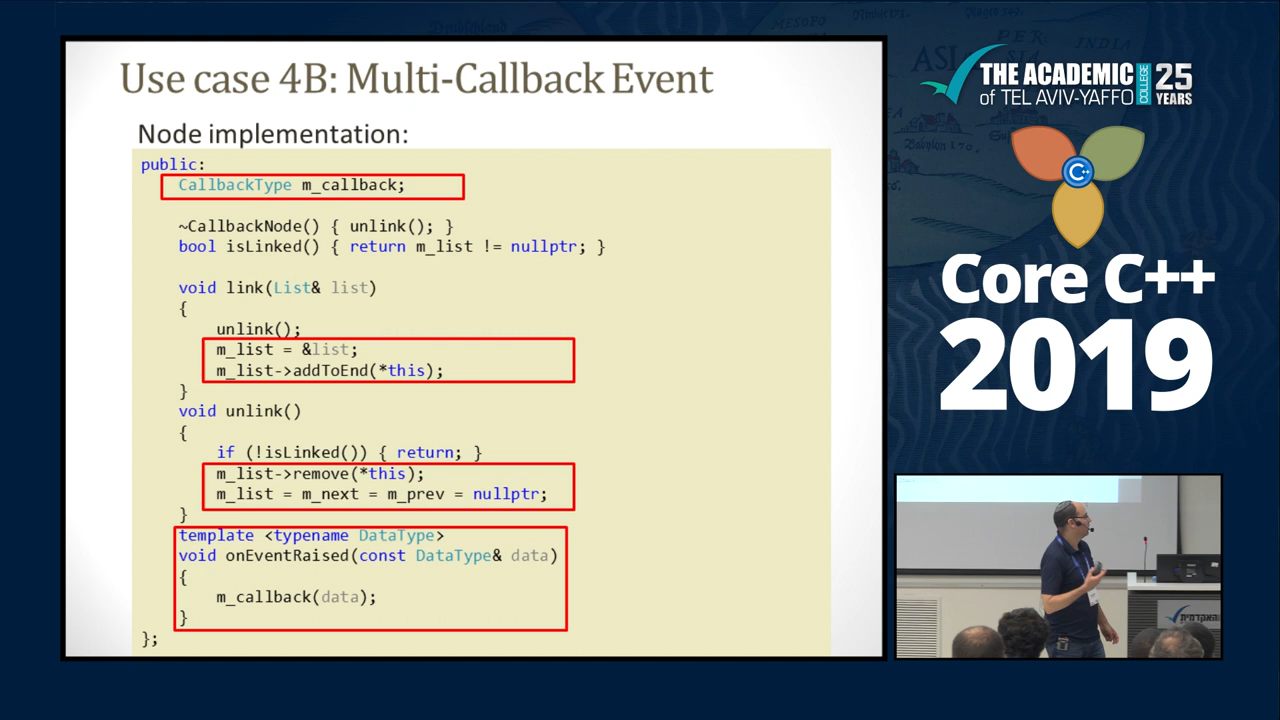 Use case 4B: Multi-Callback Event
Node implementation:
public:
CallbackType m_callback;
~CallbackNode() { unlink(); }
bool isLinked() { return m_list != nullptr; }
void link(List& list)
{
unlink();
m_list = &list;
m_list->addToEnd(*this);
}
void unlink()
{
if (!isLinked()) { return; }
m_list->remove(*this);
m_list = m_next = m_prev = nullptr;
}
template <typename DataType>
void onEventRaised(const DataType& data)
{
m_callback(data);
}
};
THE ACADEMIC
of TEL AVIV-YAFFO
COLLEGE
25
YEARS
C++
Core C++
2019
האקדמית